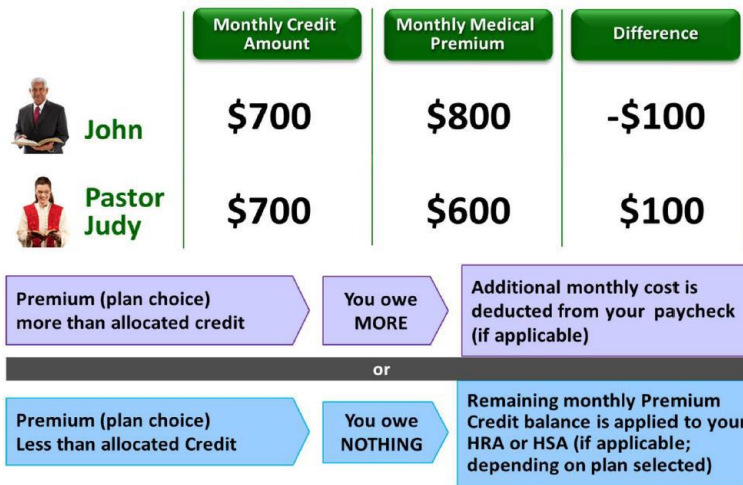 Monthly Credit
Amount
Monthly Medical
Premium
Difference
John
$700
$800
-$100
Pastor
Judy
$700
$600
$100
Premium (plan choice)
more than allocated credit
You owe
MORE
Additional monthly cost is
deducted from your paycheck
(if applicable)
or
Premium (plan choice)
Less than allocated Credit
You owe
NOTHING
Remaining monthly Premium
Credit balance is applied to your
HRA or HSA (if applicable;
depending on plan selected)